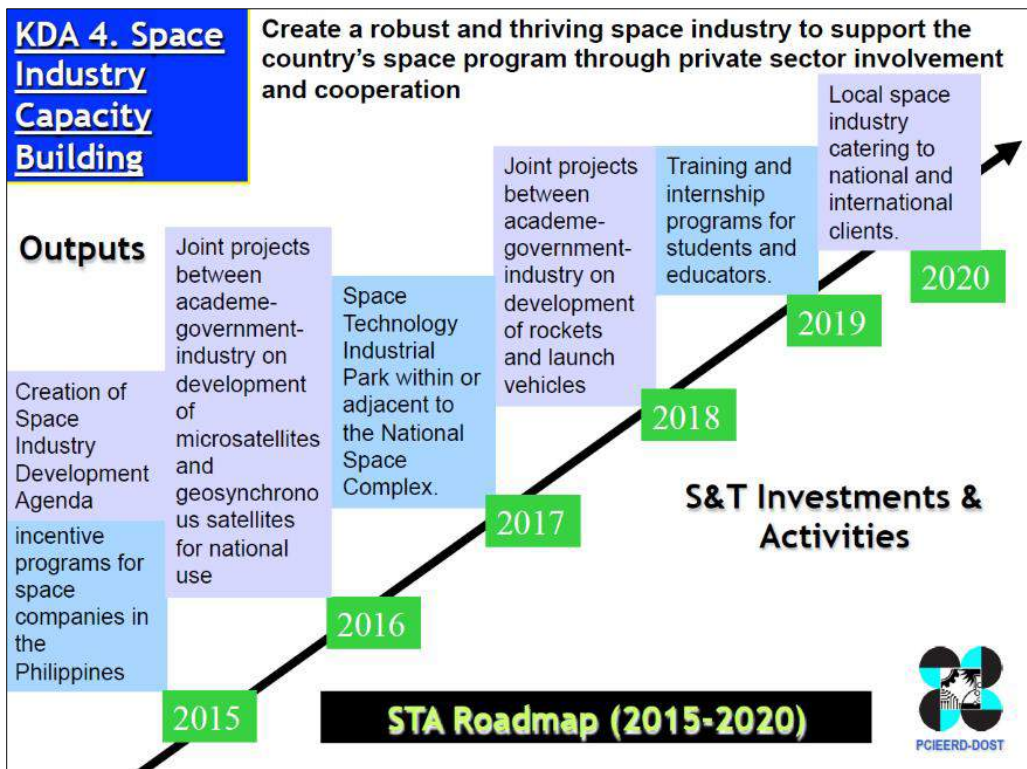 KDA 4. Space
Industry
Capacity
Building
Create a robust and thriving space industry to support the
country's space program through private sector involvement
and cooperation
Outputs
Creation of
Space
Industry
Development
Agenda
incentive
programs for
space
companies in
the
Philippines
2015
Joint projects
between
academe-
government-
industry on
development
of
microsatellites
and
geosynchrono
us satellites
for national
use
2016
Space
Technology
Industrial
Park within or
adjacent to
the National
Space
Complex.
2017
Joint projects
between
academe-
government-
industry on
development
of rockets
and launch
vehicles
2018
Training and
internship
programs for
students and
educators.
2019
Local space
industry
catering to
national and
international
clients.
2020
S&T Investments &
Activities
STA Roadmap (2015-2020)
PCIEERD-DOST